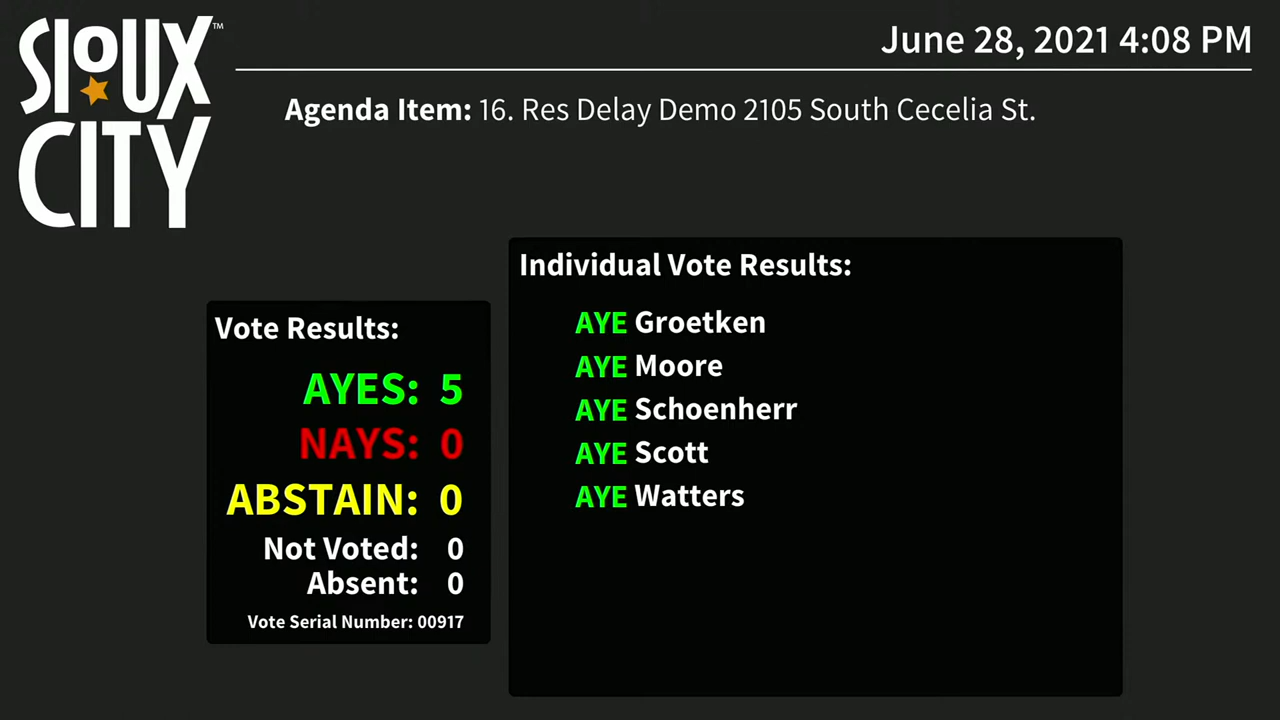 SIOUX
CITY
™
June 28, 2021 4:08 PM
Agenda Item: 16. Res Delay Demo 2105 South Cecelia St.
Vote Results:
AYES: 5
NAYS: 0
ABSTAIN: 0
Not Voted: 0
Absent: 0
Vote Serial Number: 00917
Individual Vote Results:
AYE Groetken
AYE Moore
AYE Schoenherr
AYE Scott
AYE Watters